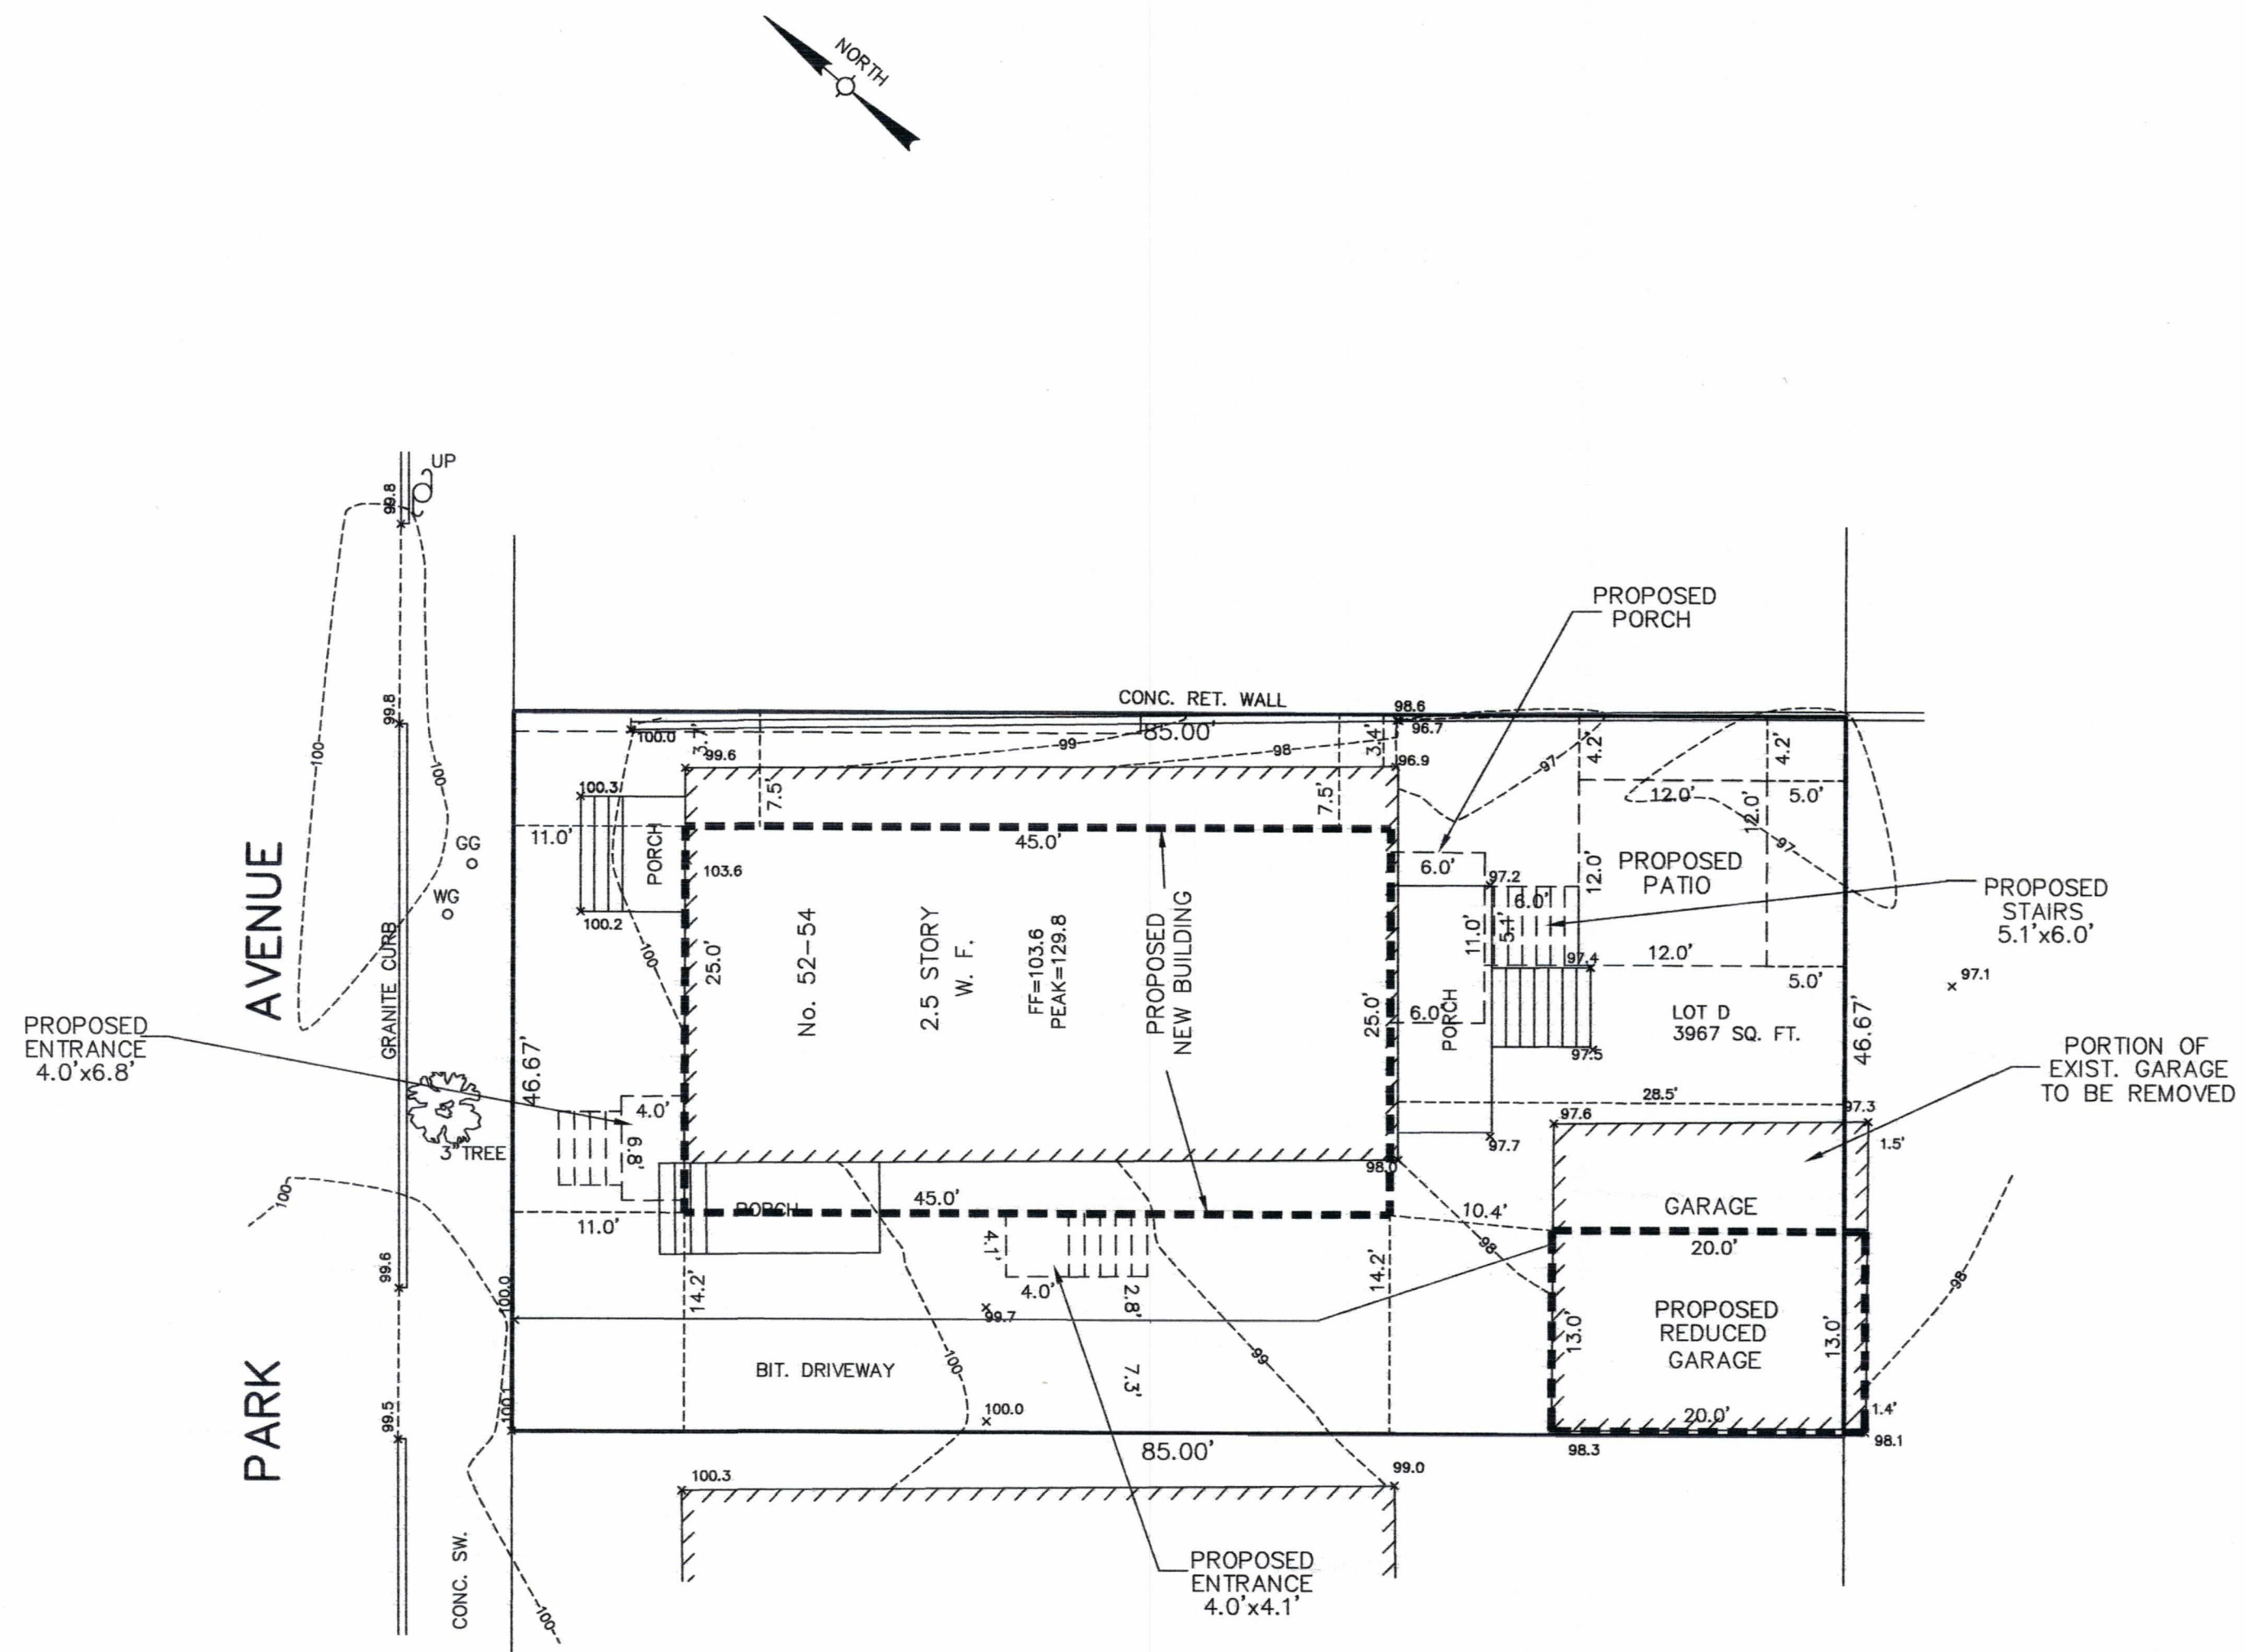 NORTH
UP
99.8
100
100
99.8
GG
WG
GRANITE CURB
AVENUE
PARK
PROPOSED
ENTRANCE
4.0'x6.8'
3"TREE
100
99.6
99.5
CONC. SW.
100
100.0
100.1
46.67'
CONC. RET. WALL
85.00'
98.6
96.7
100.0
99.6
99
98
3.4'
96.9
7.5'
7.5'
97
4.2'
4.2'
100.3
11.0'
PORCH
100.2
100
103.6
45.0'
25.0'
No. 52-54
2.5 STORY
W. F.
FF=103.6
PEAK=129.8
PROPOSED
NEW BUILDING
25.0'
PROPOSED
PORCH
6.0'
97.2
6.0'
11.0'
5.1'
97.4
6.0'
PORCH
97.5
97.7
12.0'
5.0'
12.0'
12.0'
97
PROPOSED
PATIO
12.0'
5.0'
PROPOSED
STAIRS
5.1'x6.0'
97.1
LOT D
3967 SQ. FT.
46.67'
PORTION OF
EXIST. GARAGE
TO BE REMOVED
28.5'
97.6
97.3
1.5'
4.0'
6.8'
11.0'
PORCH
45.0'
98.0
10.4'
98
GARAGE
20.0'
PROPOSED
REDUCED
GARAGE
13.0'
13.0'
20.0'
1.4'
98.3
98.1
98
14.2'
4.1'
4.0'
2.8'
99.7
14.2'
BIT. DRIVEWAY
100
7.3'
99
100.0
85.00'
100.3
99.0
PROPOSED
ENTRANCE
4.0'x4.1'